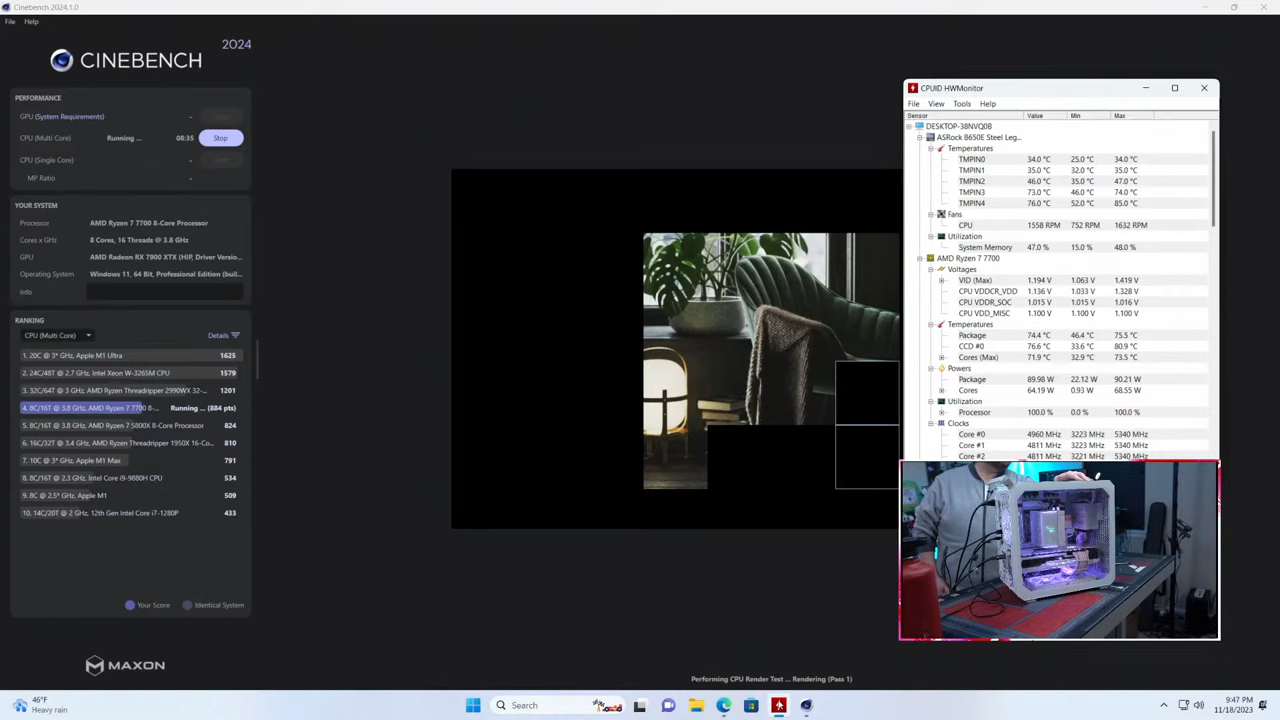 Cinebench 2024.1.0
File Help
2024
CINEBENCH
PERFORMANCE
GPU (System Requirements) -
CPU (Multi Core) Running ... 08:35 Stop
CPU (Single Core) -
MP Ratio -
YOUR SYSTEM
Processor AMD Ryzen 7 7700 8-Core Processor
Cores x GHz 8 Cores, 16 Threads @ 3.8 GHz
GPU AMD Radeon RX 7900 XTX (HIP, Driver Versio...
Operating System Windows 11, 64 Bit, Professional Edition (buil...
Info
RANKING
CPU (Multi Core) Details
1. 20C @ 3* GHz, Apple M1 Ultra 1625
2. 24C/48T @ 2.7 GHz, Intel Xeon W-3265M CPU 1579
3. 32C/64T @ 3 GHz, AMD Ryzen Threadripper 2990WX 32-... 1201
4. 8C/16T @ 3.8 GHz, AMD Ryzen 7 7700 8-... Running ... (884 pts)
5. 8C/16T @ 3.8 GHz, AMD Ryzen 7 5800X 8-Core Processor 824
6. 16C/32T @ 3.4 GHz, AMD Ryzen Threadripper 1950X 16-Co... 810
7. 10C @ 3* GHz, Apple M1 Max 791
8. 8C/16T @ 2.3 GHz, Intel Core i9-9880H CPU 534
9. 8C @ 2.5* GHz, Apple M1 509
10. 14C/20T @ 2 GHz, 12th Gen Intel Core i7-1280P 433
Your Score Identical System
MAXON
Performing CPU Render Test ... Rendering (Pass 1)
CPUID HWMonitor
File View Tools Help
Sensor Value Min Max
DESKTOP-38NVQ0B
ASRock B650E Steel Leg...
Temperatures
TMPIN0 34.0 °C 25.0 °C 34.0 °C
TMPIN1 35.0 °C 32.0 °C 35.0 °C
TMPIN2 46.0 °C 35.0 °C 47.0 °C
TMPIN3 73.0 °C 46.0 °C 74.0 °C
TMPIN4 76.0 °C 52.0 °C 85.0 °C
Fans
CPU 1558 RPM 752 RPM 1632 RPM
Utilization
System Memory 47.0 % 15.0 % 48.0 %
AMD Ryzen 7 7700
Voltages
VID (Max) 1.194 V 1.063 V 1.419 V
CPU VDDCR_VDD 1.136 V 1.033 V 1.328 V
CPU VDDR_SOC 1.015 V 1.015 V 1.016 V
CPU VDD_MISC 1.100 V 1.100 V 1.100 V
Temperatures
Package 74.4 °C 46.4 °C 75.5 °C
CCD #0 76.6 °C 33.6 °C 80.9 °C
Cores (Max) 71.9 °C 32.9 °C 73.5 °C
Powers
Package 89.98 W 22.12 W 90.21 W
Cores 64.19 W 0.93 W 68.55 W
Utilization
Processor 100.0 % 0.0 % 100.0 %
Clocks
Core #0 4960 MHz 3223 MHz 5340 MHz
Core #1 4811 MHz 3223 MHz 5340 MHz
Core #2 4811 MHz 3221 MHz 5340 MHz
46°F
Heavy rain
Search
9:47 PM
11/18/2023